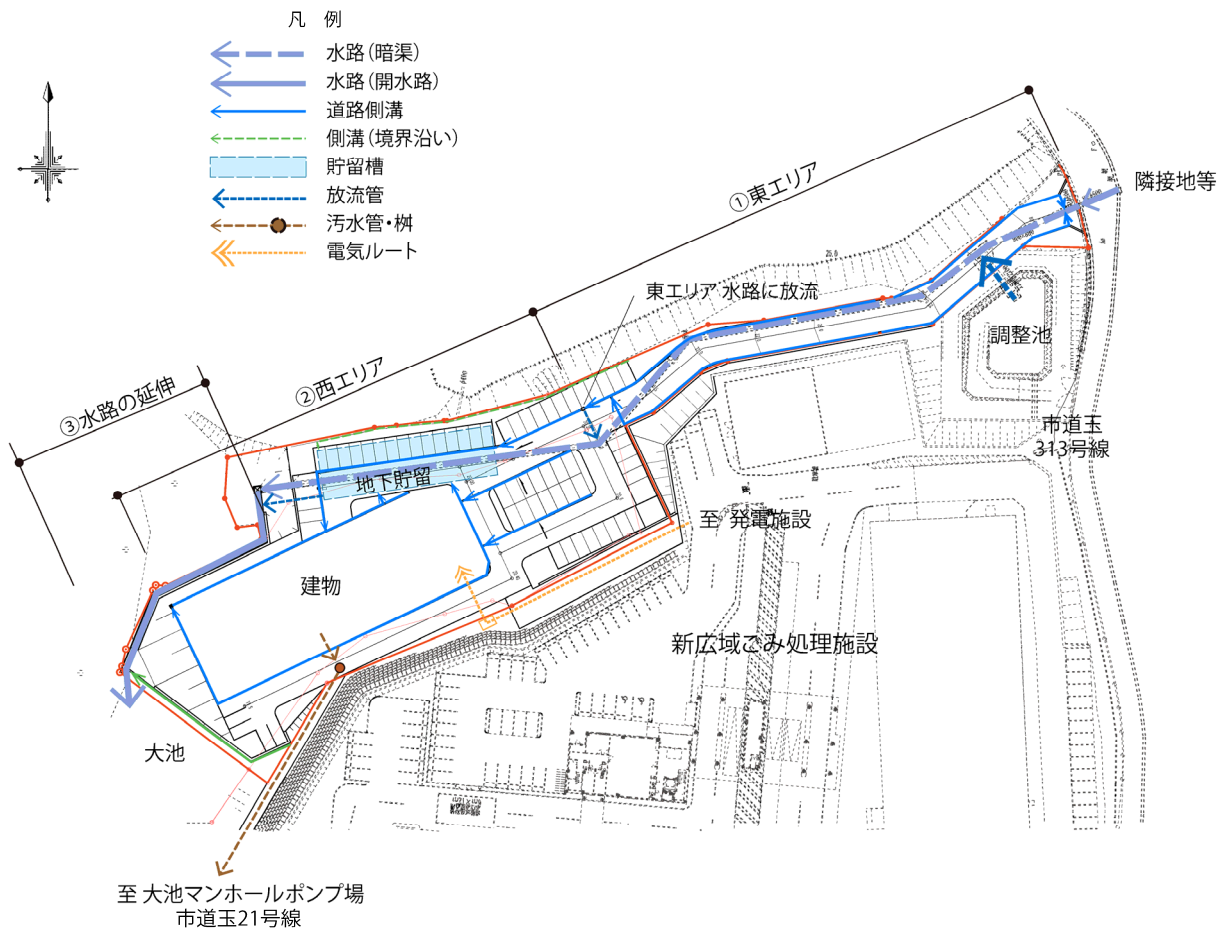 凡 例
水路（暗渠）
水路（開水路）
道路側溝
側溝（境界沿い）
貯留槽
放流管
汚水管・桝
電気ルート
①東エリア
隣接地等
東エリア 水路に放流
調整池
②西エリア
③水路の延伸
市道玉
313号線
地下貯留
至 発電施設
建物
新広域ごみ処理施設
大池
至 大池マンホールポンプ場
市道玉21号線